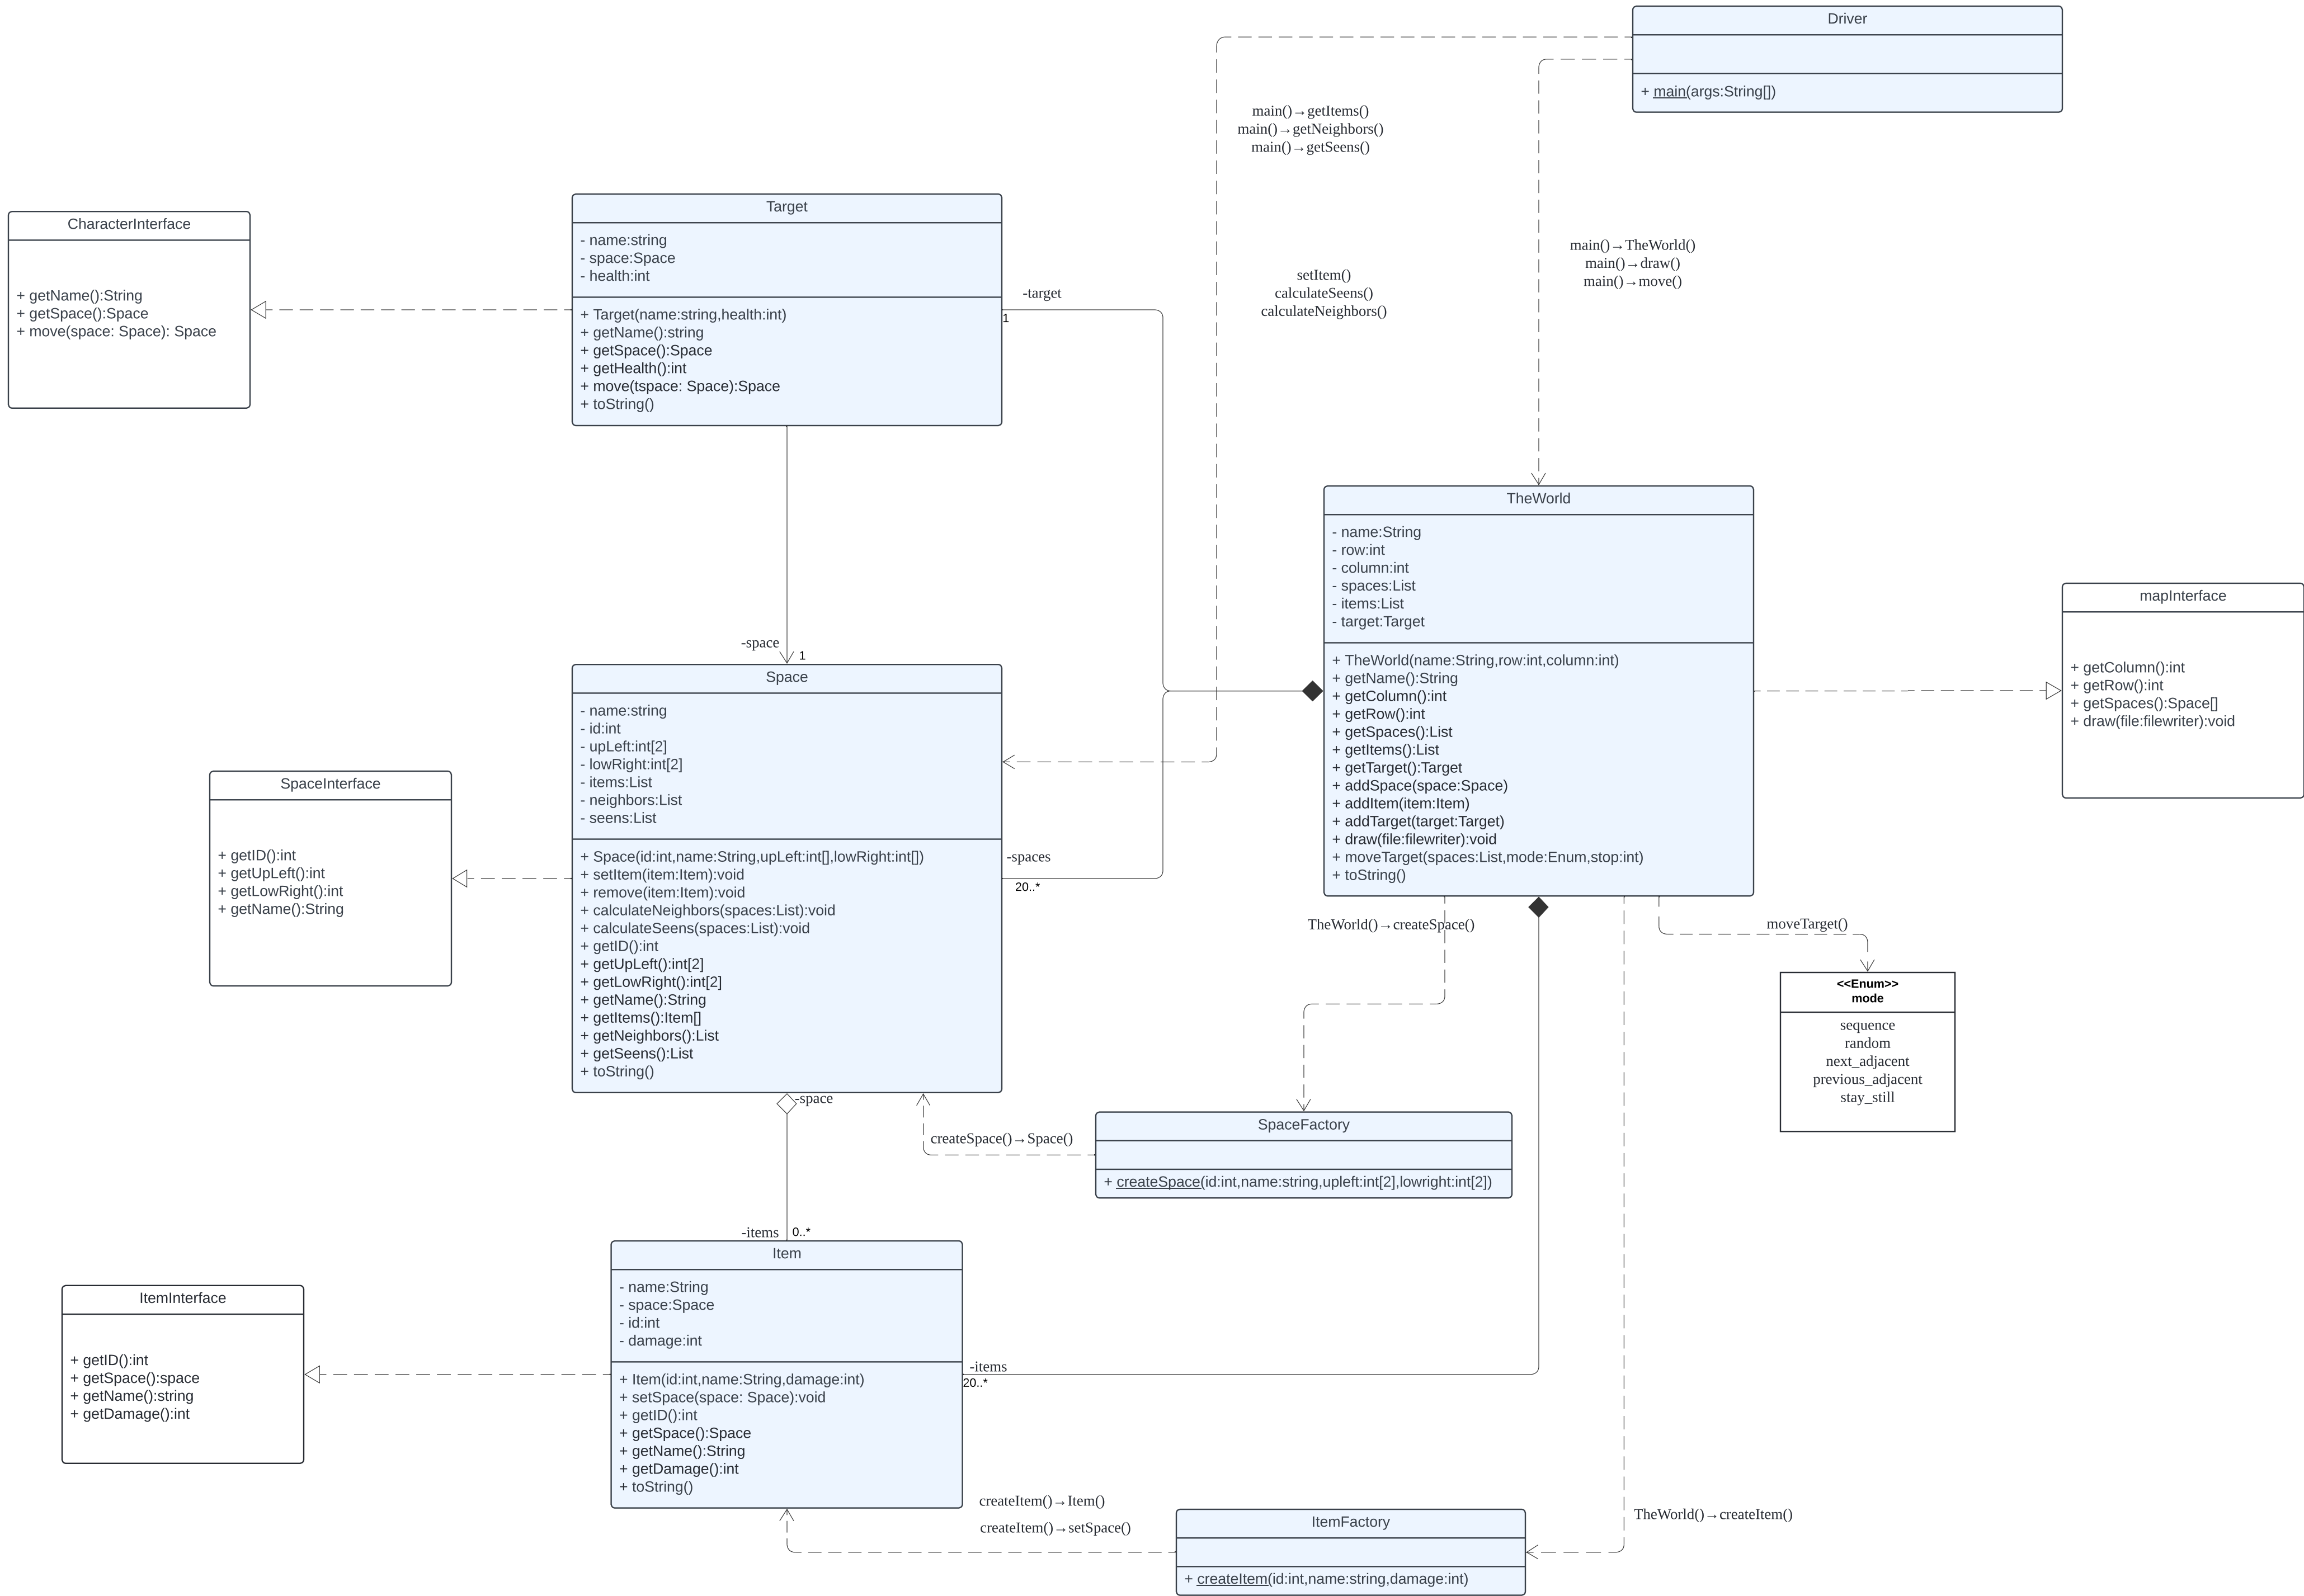 Driver
+ main(args:String[])
main()→getItems()
main()→getNeighbors()
main()→getSeens()
setItem()
calculateSeens()
calculateNeighbors()
main()→TheWorld()
main()→draw()
main()→move()
CharacterInterface
+ getName():String
+ getSpace():Space
+ move(space: Space): Space
Target
- name:string
- space:Space
- health:int
+ Target(name:string,health:int)
+ getName():string
+ getSpace():Space
+ getHealth():int
+ move(tspace: Space):Space
+ toString()
-target
1
-space
1
TheWorld
- name:String
- row:int
- column:int
- spaces:List
- items:List
- target:Target
+ TheWorld(name:String,row:int,column:int)
+ getName():String
+ getColumn():int
+ getRow():int
+ getSpaces():List
+ getItems():List
+ getTarget():Target
+ addSpace(space:Space)
+ addItem(item:Item)
+ addTarget(target:Target)
+ draw(file:filewriter):void
+ moveTarget(spaces:List,mode:Enum,stop:int)
+ toString()
mapInterface
+ getColumn():int
+ getRow():int
+ getSpaces():Space[]
+ draw(file:filewriter):void
SpaceInterface
+ getID():int
+ getUpLeft():int
+ getLowRight():int
+ getName():String
Space
- name:string
- id:int
- upLeft:int[2]
- lowRight:int[2]
- items:List
- neighbors:List
- seens:List
+ Space(id:int,name:String,upLeft:int[],lowRight:int[])
+ setItem(item:Item):void
+ remove(item:Item):void
+ calculateNeighbors(spaces:List):void
+ calculateSeens(spaces:List):void
+ getID():int
+ getUpLeft():int[2]
+ getLowRight():int[2]
+ getName():String
+ getItems():Item[]
+ getNeighbors():List
+ getSeens():List
+ toString()
-spaces
20..*
TheWorld()→createSpace()
moveTarget()
<<Enum>>
mode
sequence
random
next_adjacent
previous_adjacent
stay_still
-space
createSpace()→Space()
SpaceFactory
+ createSpace(id:int,name:string,upleft:int[2],lowright:int[2])
-items
0..*
ItemInterface
+ getID():int
+ getSpace():space
+ getName():string
+ getDamage():int
Item
- name:String
- space:Space
- id:int
- damage:int
+ Item(id:int,name:String,damage:int)
+ setSpace(space: Space):void
+ getID():int
+ getSpace():Space
+ getName():String
+ getDamage():int
+ toString()
-items
20..*
createItem()→Item()
createItem()→setSpace()
TheWorld()→createItem()
ItemFactory
+ createItem(id:int,name:string,damage:int)